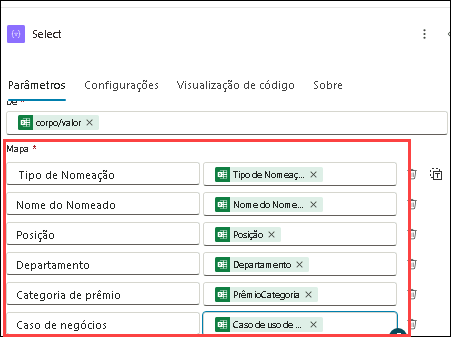 Select
Parâmetros Configurações Visualização de código Sobre
De *
corpo/valor ×
Mapa *
Tipo de Nomeação Tipo de Nomeaç... ×
Nome do Nomeado Nome do Nome... ×
Posição Posição ×
Departamento Departamento ×
Categoria de prêmio PrêmioCategoria ×
Caso de negócios Caso de uso de ... ×